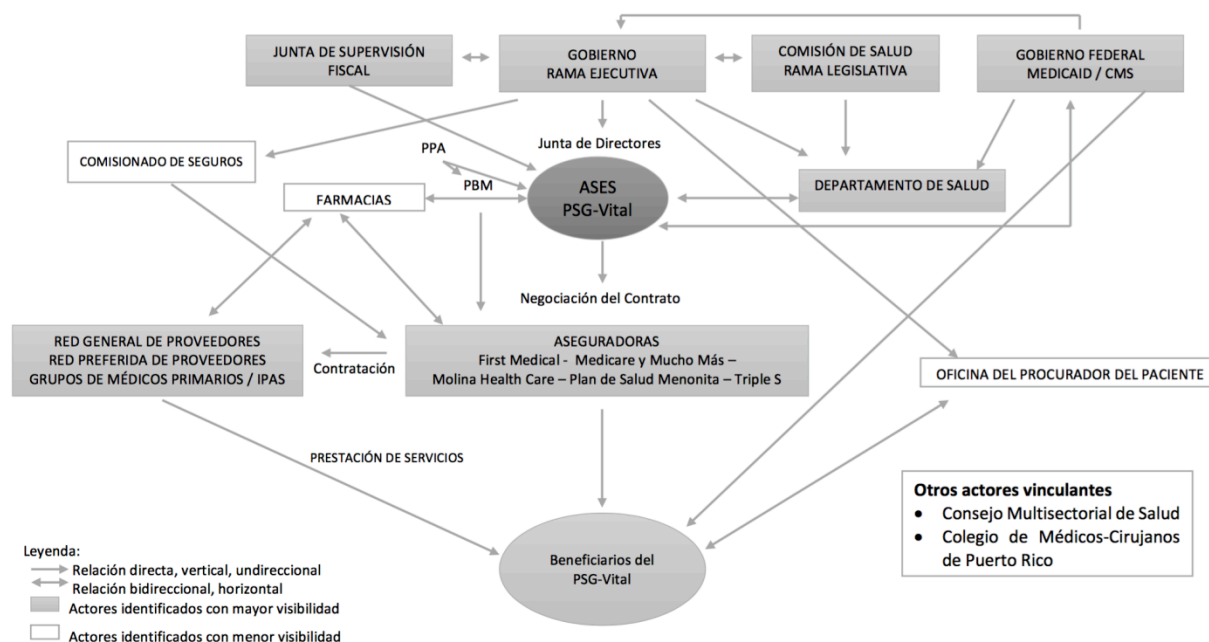 JUNTA DE SUPERVISIÓN
FISCAL
GOBIERNO
RAMA EJECUTIVA
COMISIÓN DE SALUD
RAMA LEGISLATIVA
GOBIERNO FEDERAL
MEDICAID / CMS
Junta de Directores
COMISIONADO DE SEGUROS
PPA
PBM
FARMACIAS
ASES
PSG-Vital
DEPARTAMENTO DE SALUD
Negociación del Contrato
RED GENERAL DE PROVEEDORES
RED PREFERIDA DE PROVEEDORES
GRUPOS DE MÉDICOS PRIMARIOS / IPAS
Contratación
ASEGURADORAS
First Medical - Medicare y Mucho Más –
Molina Health Care – Plan de Salud Menonita – Triple S
OFICINA DEL PROCURADOR DEL PACIENTE
PRESTACIÓN DE SERVICIOS
Beneficiarios del
PSG-Vital
Otros actores vinculantes
• Consejo Multisectorial de Salud
• Colegio de Médicos-Cirujanos
de Puerto Rico
Leyenda:
Relación directa, vertical, undireccional
Relación bidireccional, horizontal
Actores identificados con mayor visibilidad
Actores identificados con menor visibilidad